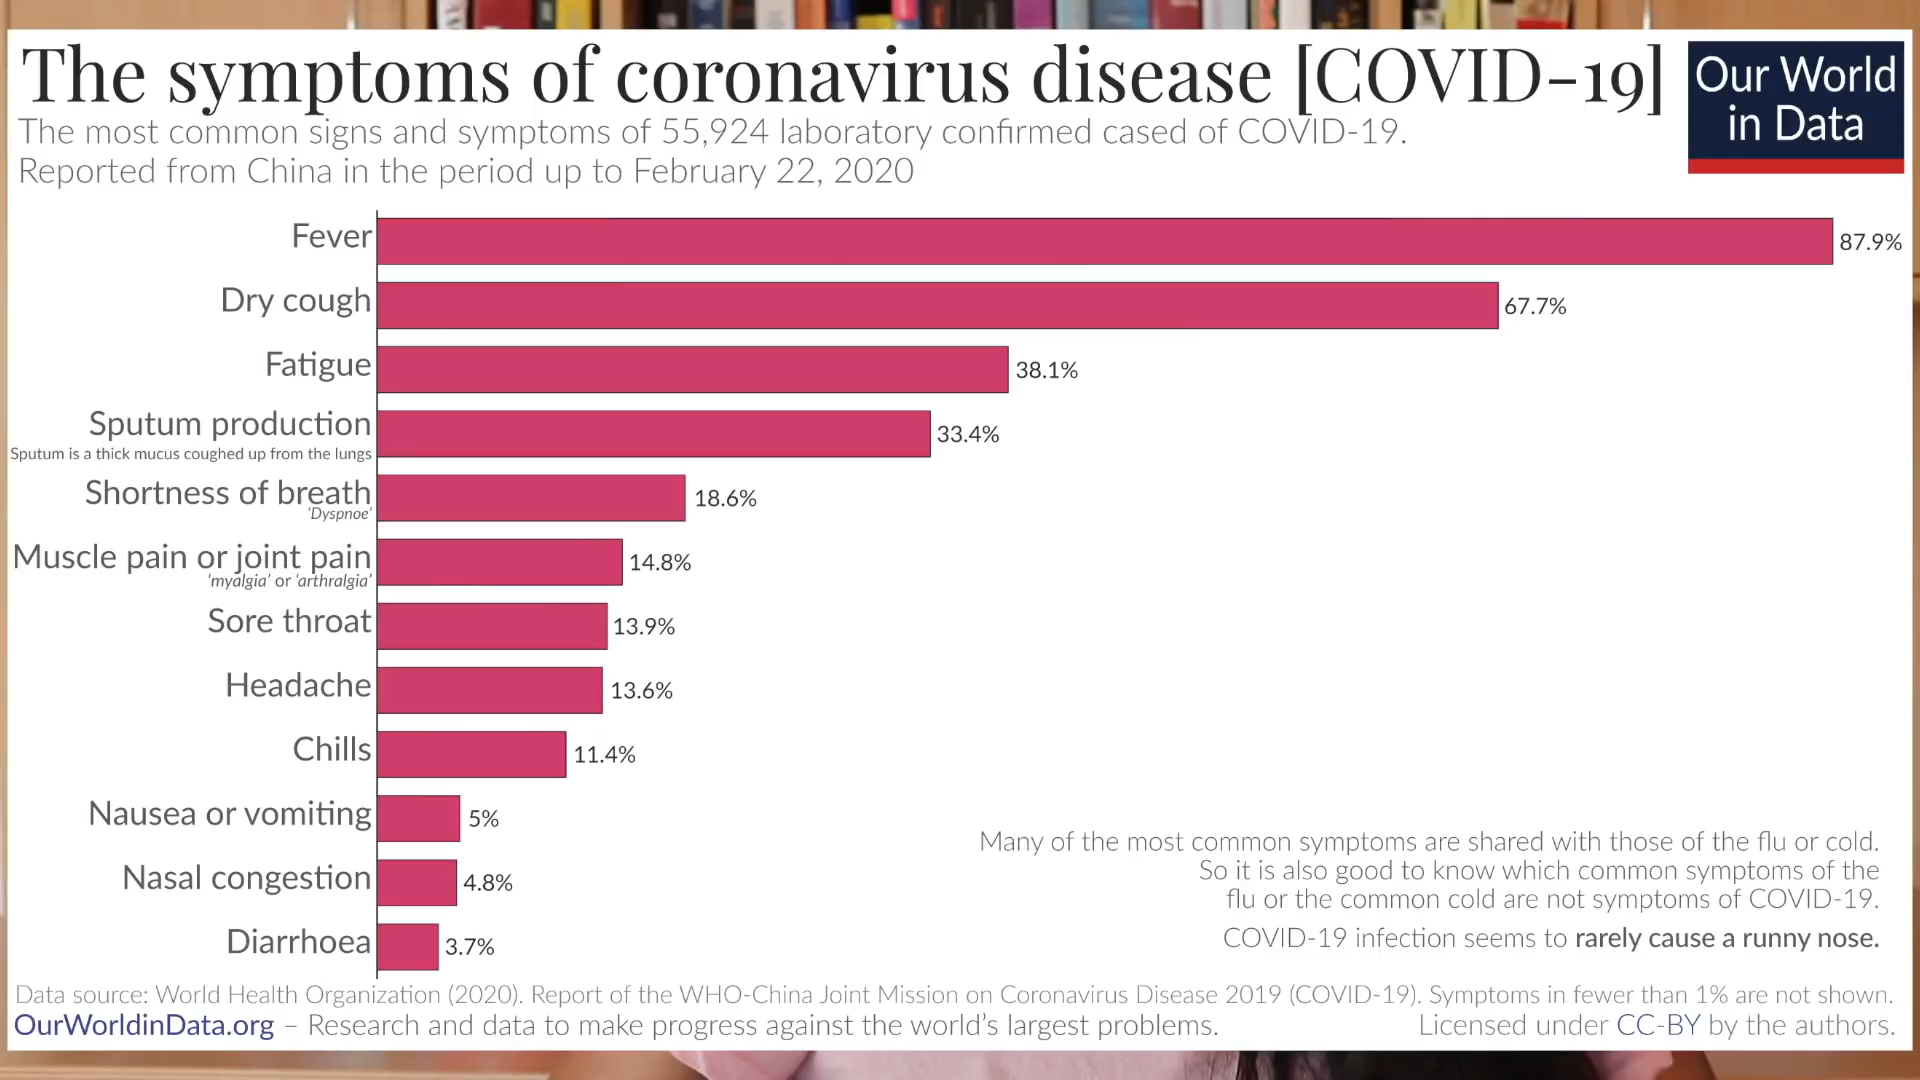 The symptoms of coronavirus disease [COVID-19]
Our World
in Data
The most common signs and symptoms of 55,924 laboratory confirmed cased of COVID-19.
Reported from China in the period up to February 22, 2020
Fever
87.9%
Dry cough
67.7%
Fatigue
38.1%
Sputum production
33.4%
Sputum is a thick mucus coughed up from the lungs
Shortness of breath
18.6%
'Dyspnoe'
Muscle pain or joint pain
14.8%
'myalgia' or 'arthralgia'
Sore throat
13.9%
Headache
13.6%
Chills
11.4%
Nausea or vomiting
5%
Nasal congestion
4.8%
Diarrhoea
3.7%
Many of the most common symptoms are shared with those of the flu or cold.
So it is also good to know which common symptoms of the
flu or the common cold are not symptoms of COVID-19.
COVID-19 infection seems to rarely cause a runny nose.
Data source: World Health Organization (2020). Report of the WHO-China Joint Mission on Coronavirus Disease 2019 (COVID-19). Symptoms in fewer than 1% are not shown.
OurWorldinData.org – Research and data to make progress against the world's largest problems.
Licensed under CC-BY by the authors.